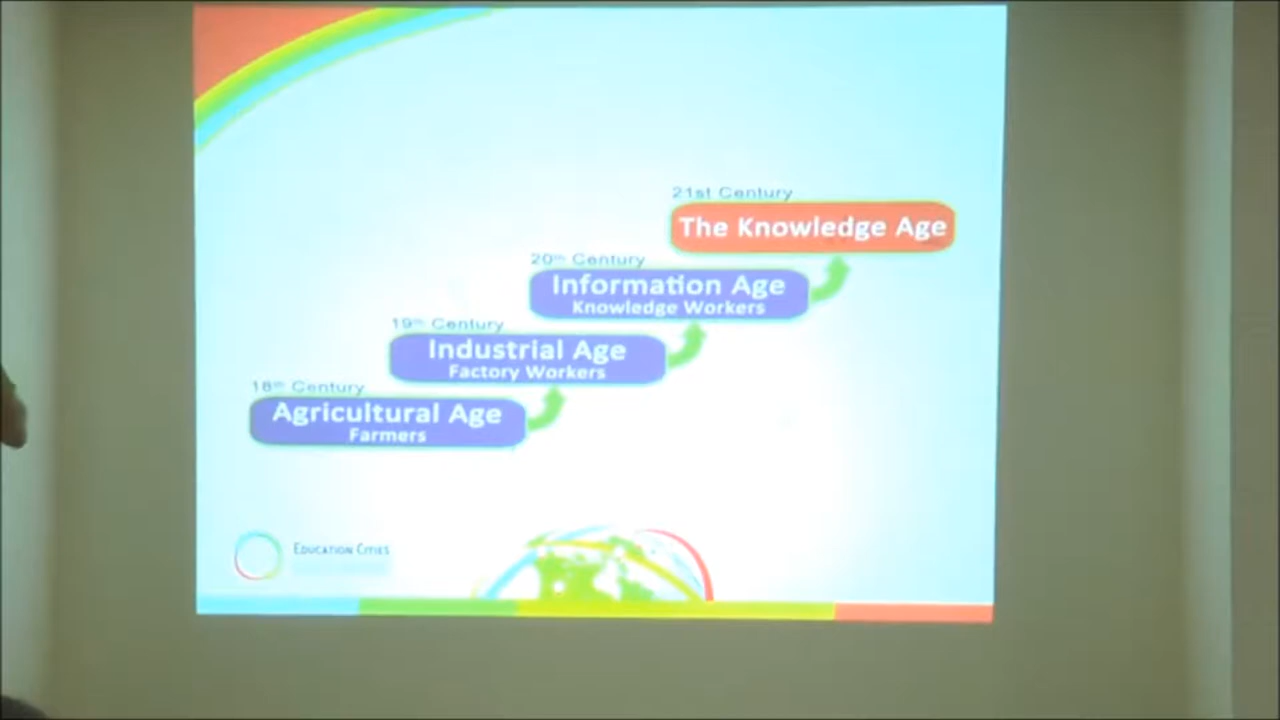 21st Century
The Knowledge Age
20th Century
Information Age
Knowledge Workers
19th Century
Industrial Age
Factory Workers
18th Century
Agricultural Age
Farmers
EDUCATION CITIES